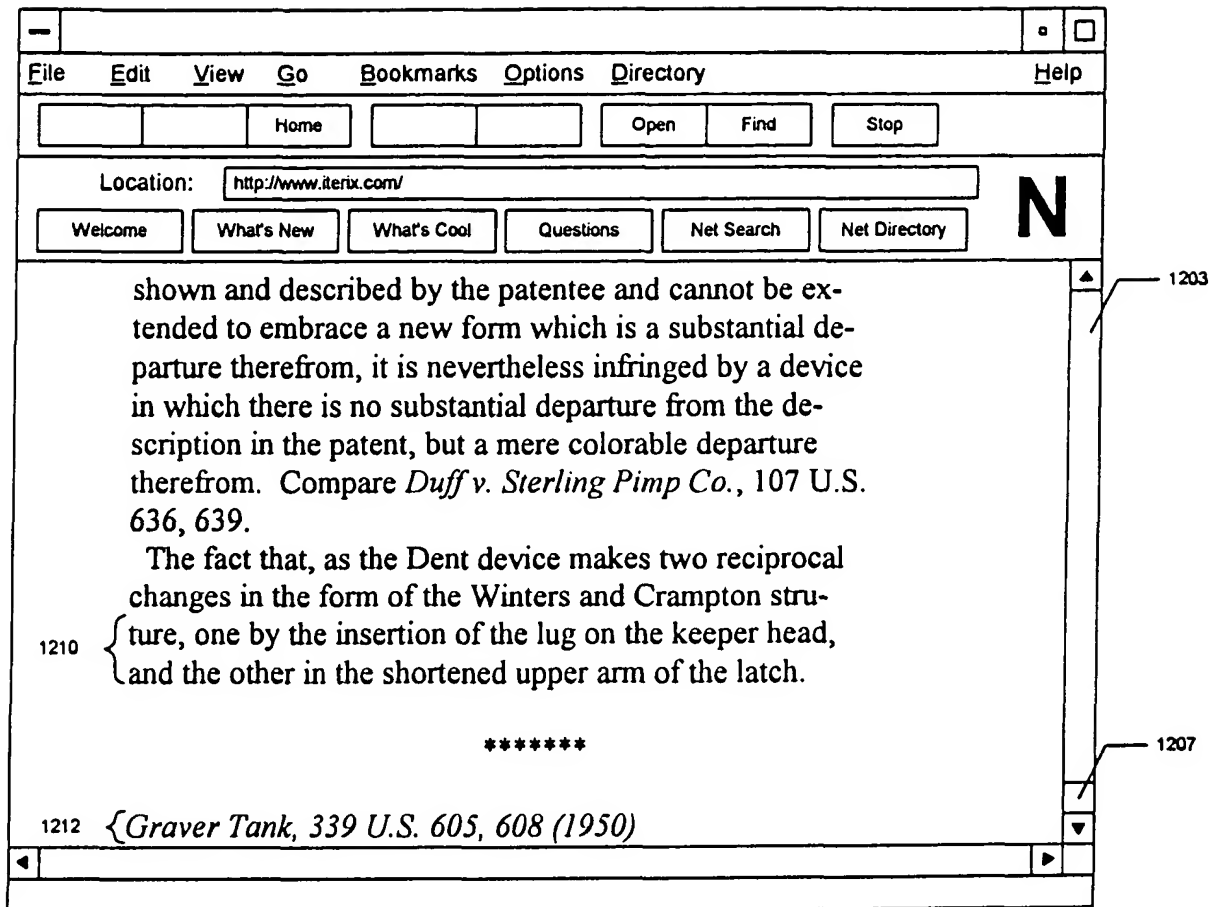 File Edit View Go Bookmarks Options Directory Help
Home Open Find Stop
Location: http://www.iterix.com/
N
Welcome What's New What's Cool Questions Net Search Net Directory
shown and described by the patentee and cannot be ex-
1203
tended to embrace a new form which is a substantial de-
parture therefrom, it is nevertheless infringed by a device
in which there is no substantial departure from the de-
scription in the patent, but a mere colorable departure
therefrom. Compare Duff v. Sterling Pimp Co., 107 U.S.
636, 639.
The fact that, as the Dent device makes two reciprocal
changes in the form of the Winters and Crampton stru-
1210 {ture, one by the insertion of the lug on the keeper head,
and the other in the shortened upper arm of the latch.
*******
1207
1212 {Graver Tank, 339 U.S. 605, 608 (1950)